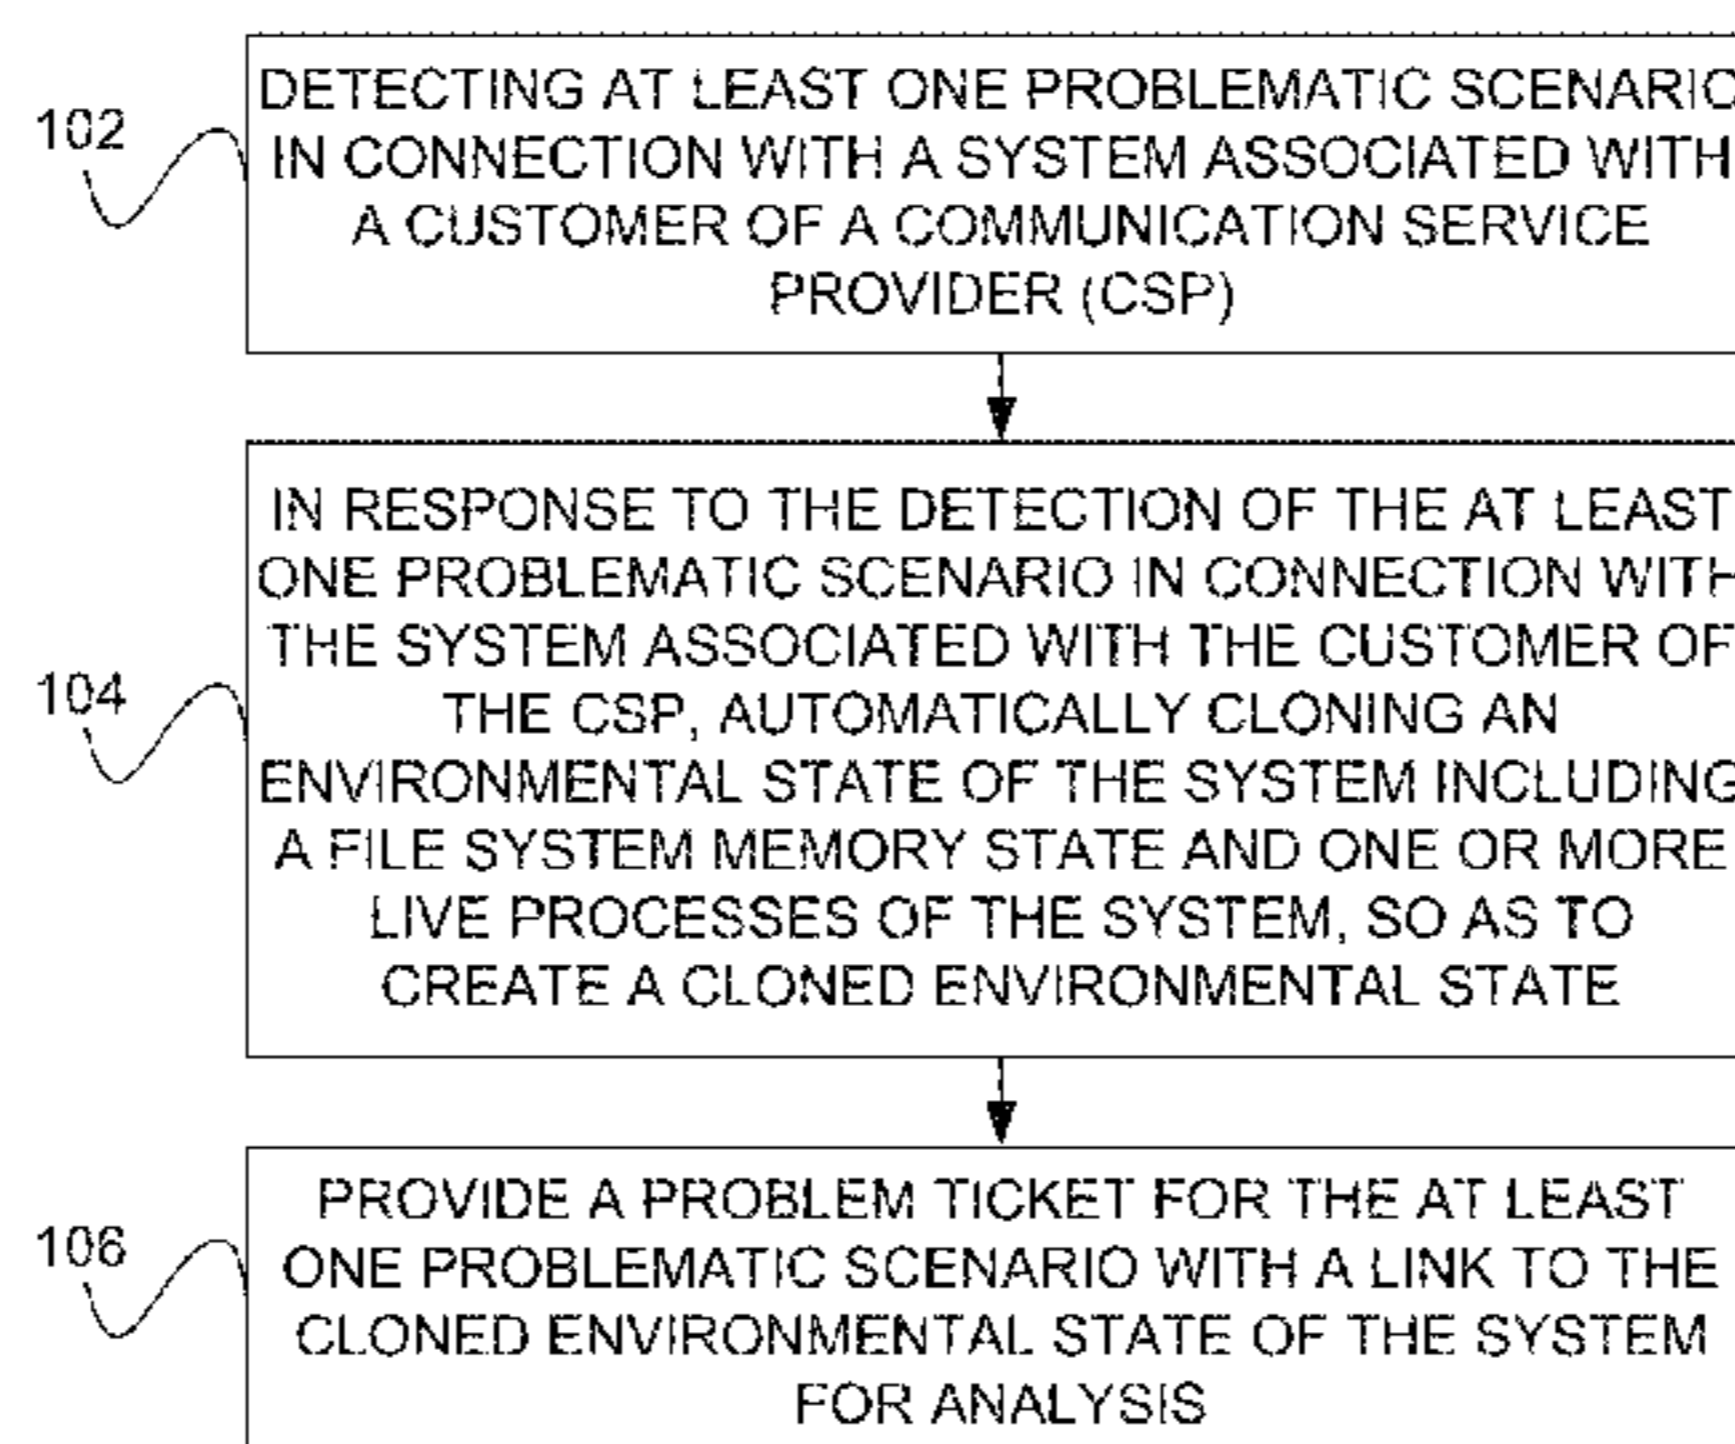 102
DETECTING AT LEAST ONE PROBLEMATIC SCENARIO
IN CONNECTION WITH A SYSTEM ASSOCIATED WITH
A CUSTOMER OF A COMMUNICATION SERVICE
PROVIDER (CSP)
104
IN RESPONSE TO THE DETECTION OF THE AT LEAST
ONE PROBLEMATIC SCENARIO IN CONNECTION WITH
THE SYSTEM ASSOCIATED WITH THE CUSTOMER OF
THE CSP, AUTOMATICALLY CLONING AN
ENVIRONMENTAL STATE OF THE SYSTEM INCLUDING
A FILE SYSTEM MEMORY STATE AND ONE OR MORE
LIVE PROCESSES OF THE SYSTEM, SO AS TO
CREATE A CLONED ENVIRONMENTAL STATE
106
PROVIDE A PROBLEM TICKET FOR THE AT LEAST
ONE PROBLEMATIC SCENARIO WITH A LINK TO THE
CLONED ENVIRONMENTAL STATE OF THE SYSTEM
FOR ANALYSIS